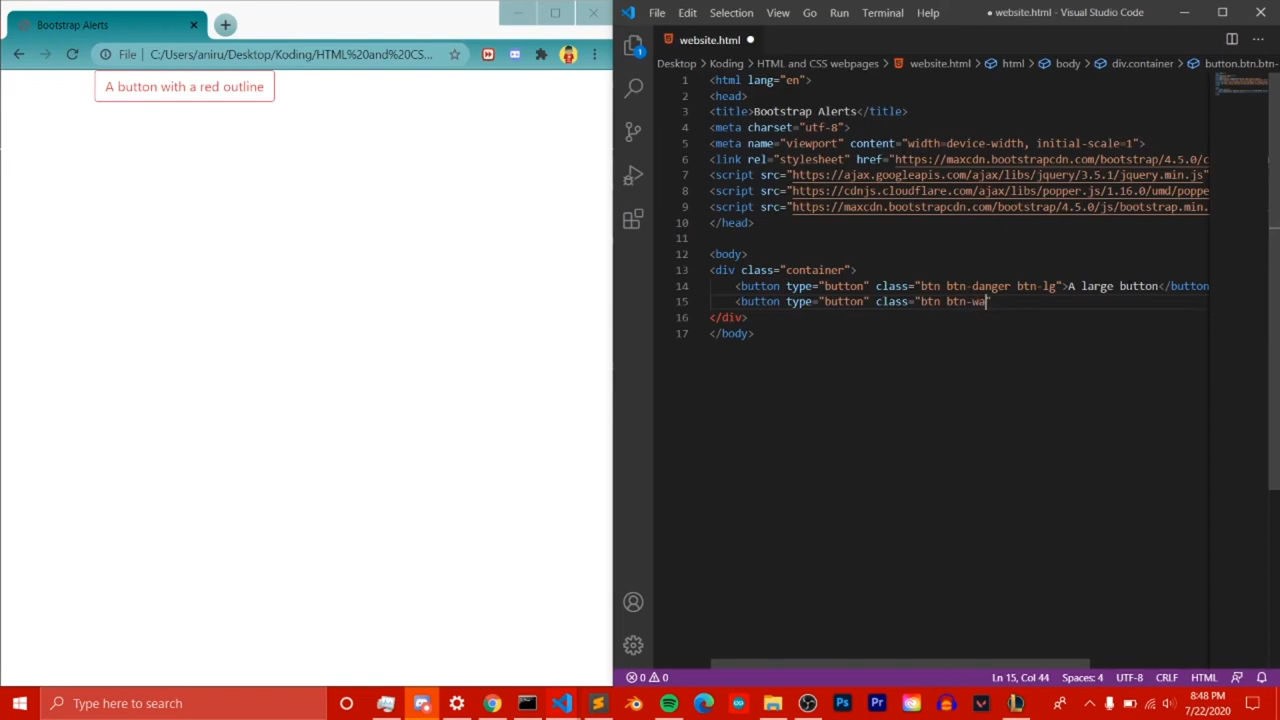 Bootstrap Alerts
File
C:/Users/aniru/Desktop/Koding/HTML%20and%20CS...
A button with a red outline
File Edit Selection View Go Run Terminal Help
● website.html - Visual Studio Code
1
website.html ●
Desktop > Koding > HTML and CSS webpages > website.html > html > body > div.container > button.btn.btn-
1 <html lang="en">
2 <head>
3 <title>Bootstrap Alerts</title>
4 <meta charset="utf-8">
5 <meta name="viewport" content="width=device-width, initial-scale=1">
6 <link rel="stylesheet" href="https://maxcdn.bootstrapcdn.com/bootstrap/4.5.0/c
7 <script src="https://ajax.googleapis.com/ajax/libs/jquery/3.5.1/jquery.min.js"
8 <script src="https://cdnjs.cloudflare.com/ajax/libs/popper.js/1.16.0/umd/poppe
9 <script src="https://maxcdn.bootstrapcdn.com/bootstrap/4.5.0/js/bootstrap.min.
10 </head>
11
12 <body>
13 <div class="container">
14 <button type="button" class="btn btn-danger btn-lg">A large button</button
15 <button type="button" class="btn btn-wa"
16 </div>
17 </body>
0 0
Ln 15, Col 44 Spaces: 4 UTF-8 CRLF HTML
Type here to search
Ps
Pr
8:48 PM
7/22/2020